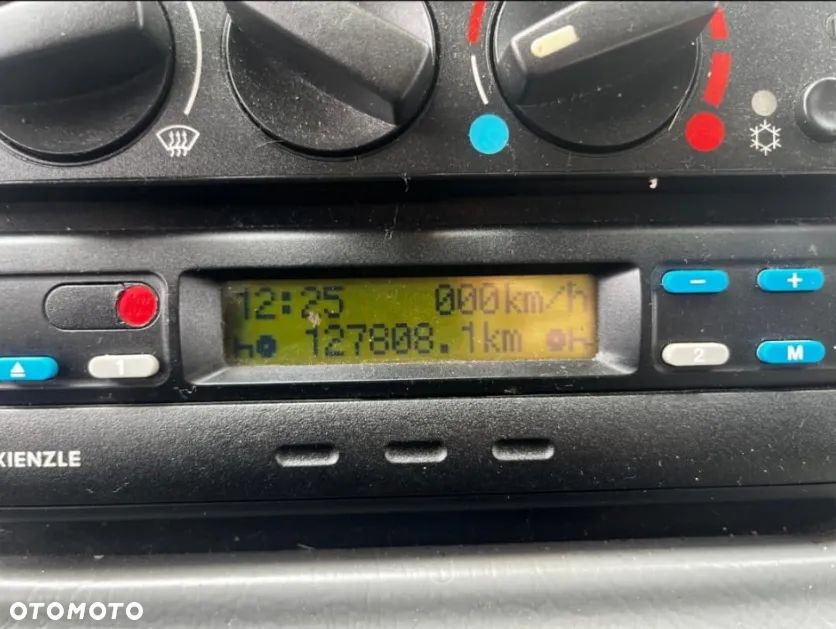 12:25 000km/h
127808.1km
1
2
−
+
M
KIENZLE
OTOMOTO